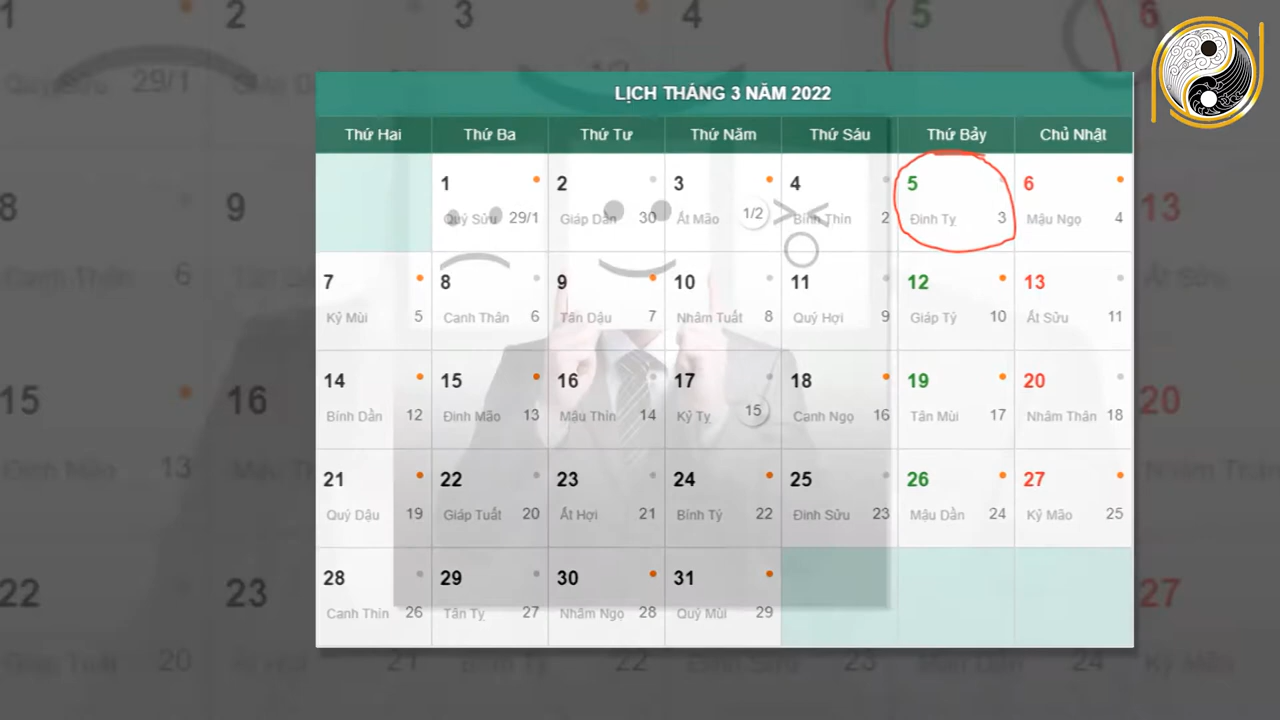 LỊCH THÁNG 3 NĂM 2022
Thứ Hai Thứ Ba Thứ Tư Thứ Năm Thứ Sáu Thứ Bảy Chủ Nhật
1 2 3 4 5 6
Quý Sửu 29/1 Giáp Dần 30 Ất Mão 1/2 Bính Thìn 2 Đinh Tỵ 3 Mậu Ngọ 4
7 8 9 10 11 12 13
Kỷ Mùi 5 Canh Thân 6 Tân Dậu 7 Nhâm Tuất 8 Quý Hợi 9 Giáp Tý 10 Ất Sửu 11
14 15 16 17 18 19 20
Bính Dần 12 Đinh Mão 13 Mậu Thìn 14 Kỷ Tỵ 15 Canh Ngọ 16 Tân Mùi 17 Nhâm Thân 18
21 22 23 24 25 26 27
Quý Dậu 19 Giáp Tuất 20 Ất Hợi 21 Bính Tý 22 Đinh Sửu 23 Mậu Dần 24 Kỷ Mão 25
28 29 30 31
Canh Thìn 26 Tân Tỵ 27 Nhâm Ngọ 28 Quý Mùi 29